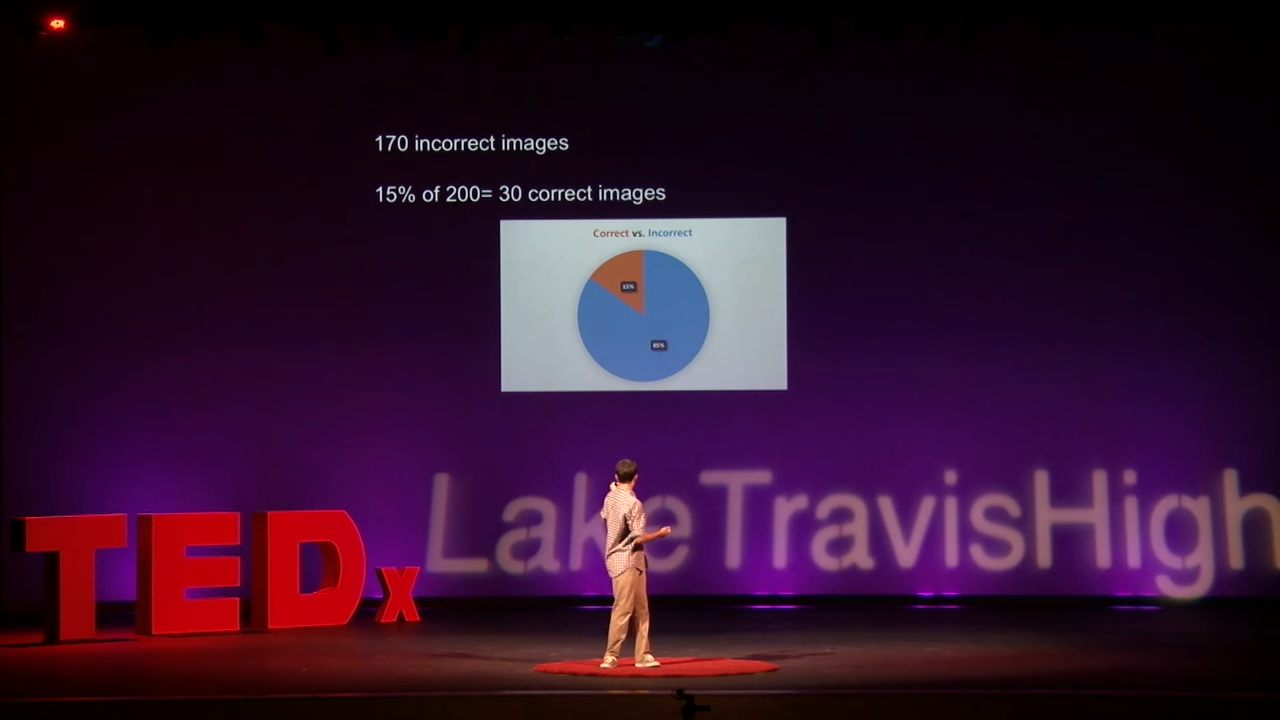 170 incorrect images
15% of 200= 30 correct images
Correct vs. Incorrect
15%
85%
LakeTravisHigh
TEDx